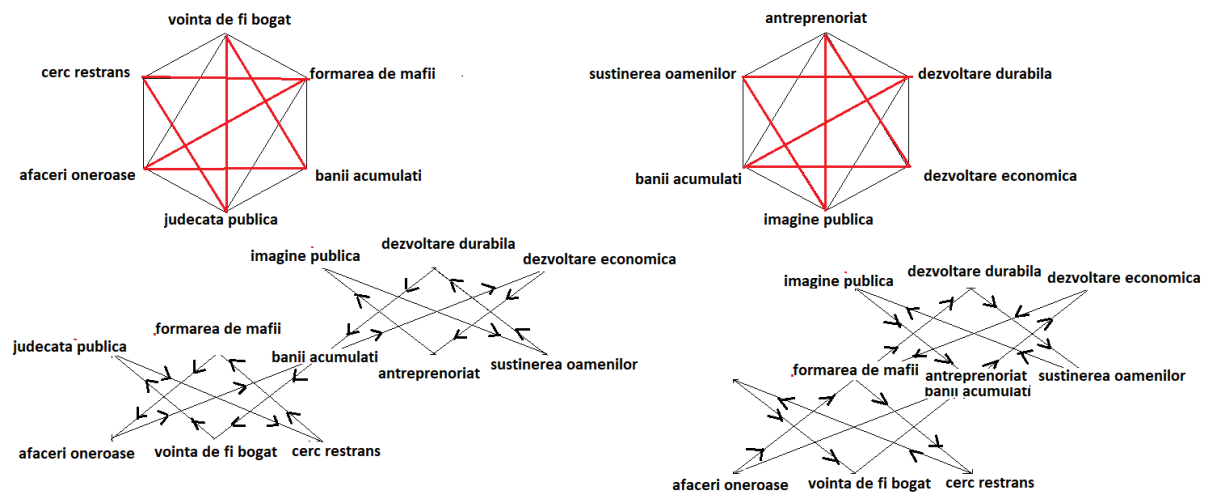 vointa de fi bogat
cerc restrans
formarea de mafii
afaceri oneroase
banii acumulati
judecata publica
antreprenoriat
sustinerea oamenilor
dezvoltare durabila
banii acumulati
dezvoltare economica
imagine publica
imagine publica
dezvoltare durabila
dezvoltare economica
formarea de mafii
judecata publica
banii acumulati
antreprenoriat
sustinerea oamenilor
afaceri oneroase
vointa de fi bogat
cerc restrans
imagine publica
dezvoltare durabila
dezvoltare economica
formarea de mafii
antreprenoriat
sustinerea oamenilor
banii acumulati
afaceri oneroase
vointa de fi bogat
cerc restrans